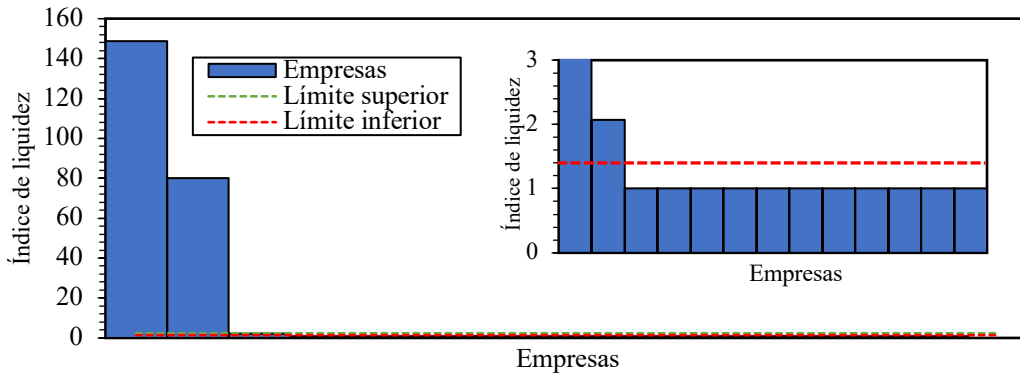 160
140
120
100
80
60
40
20
0
Índice de liquidez
Empresas
Límite superior
Límite inferior
Empresas
3
2
1
0
Índice de liquidez
Empresas